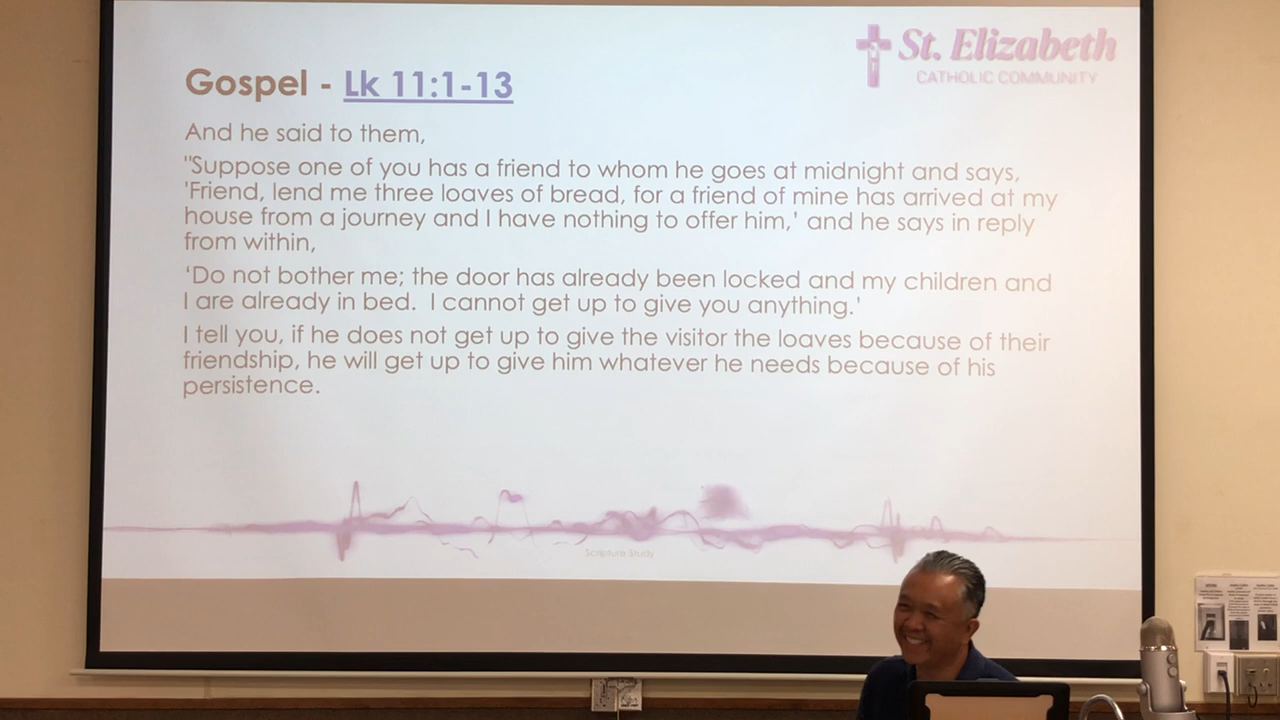 St. Elizabeth
CATHOLIC COMMUNITY
Gospel - Lk 11:1-13
And he said to them,
"Suppose one of you has a friend to whom he goes at midnight and says,
'Friend, lend me three loaves of bread, for a friend of mine has arrived at my
house from a journey and I have nothing to offer him,' and he says in reply
from within,
‘Do not bother me; the door has already been locked and my children and
I are already in bed.  I cannot get up to give you anything.'
I tell you, if he does not get up to give the visitor the loaves because of their
friendship, he will get up to give him whatever he needs because of his
persistence.
Scripture Study